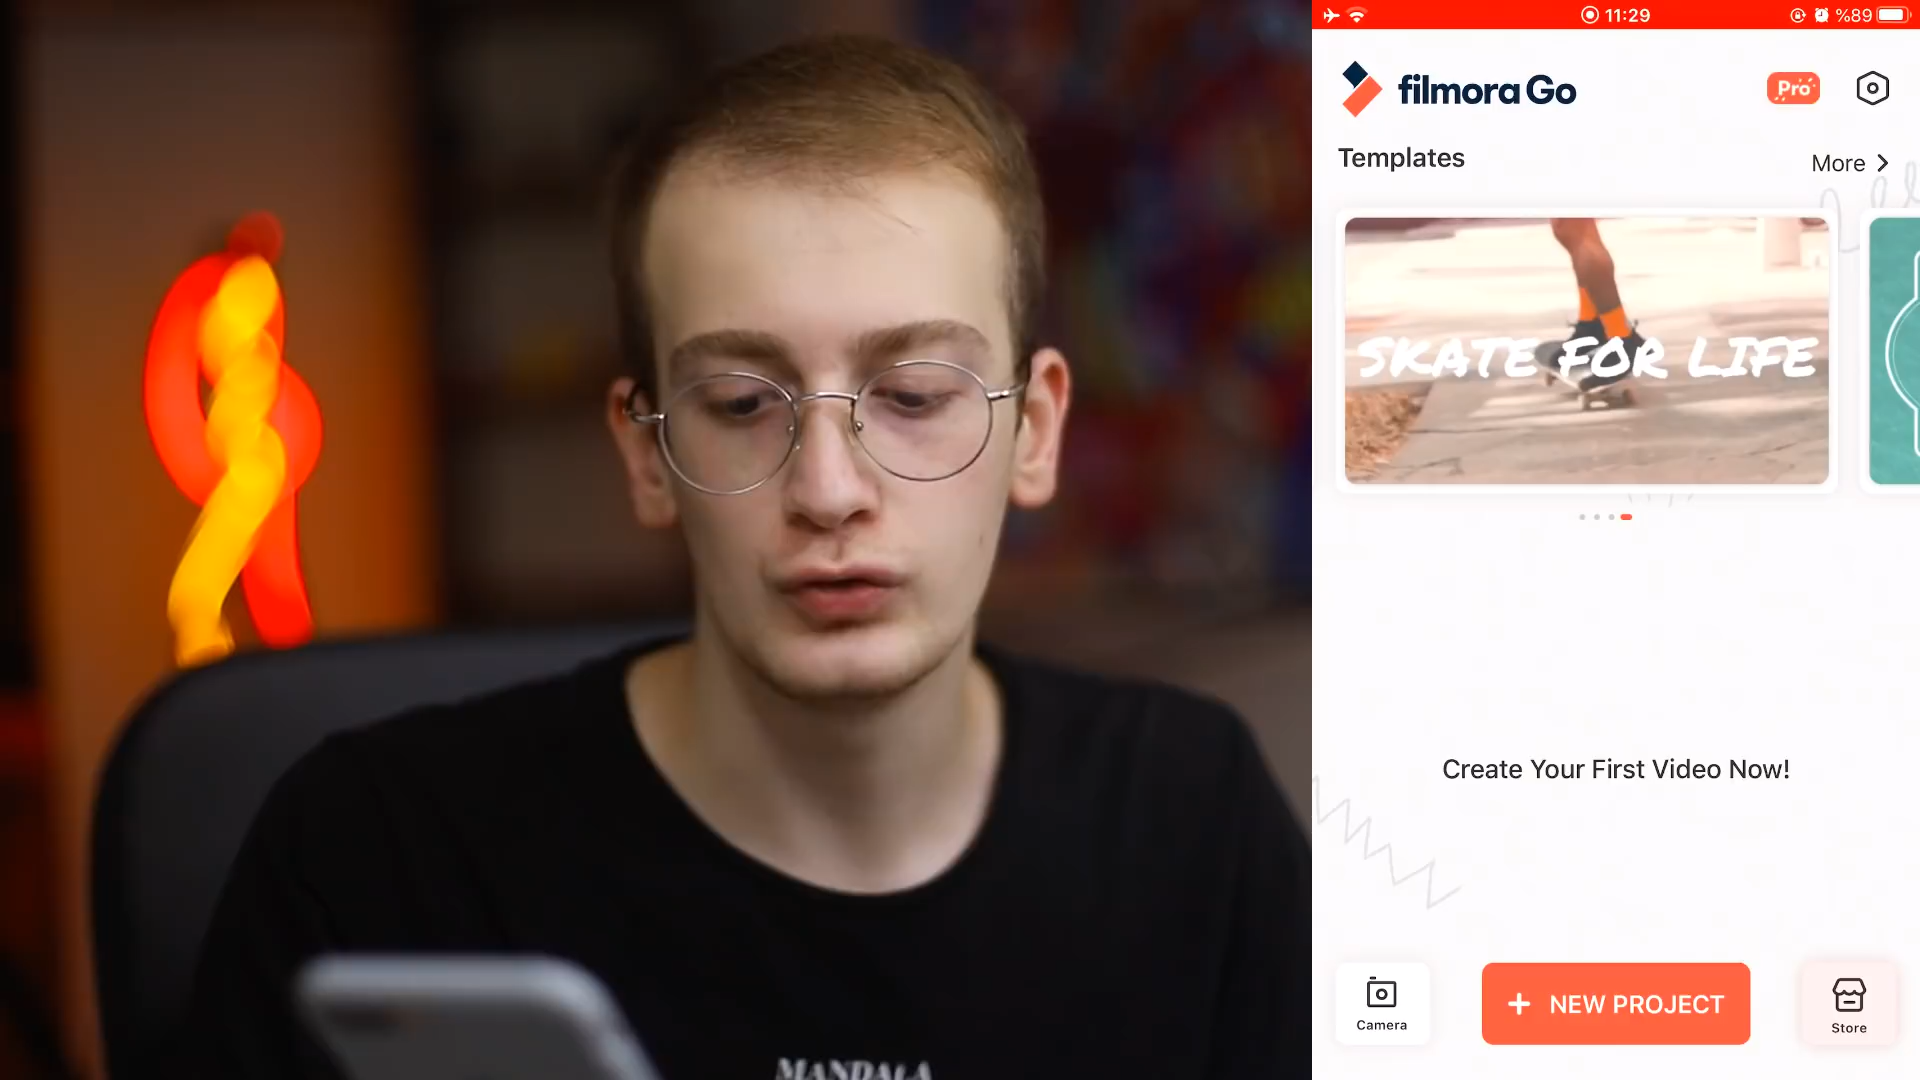 11:29
%89
filmora Go
Pro
Templates
More
SKATE FOR LIFE
Create Your First Video Now!
Camera
NEW PROJECT
Store
MANDALA